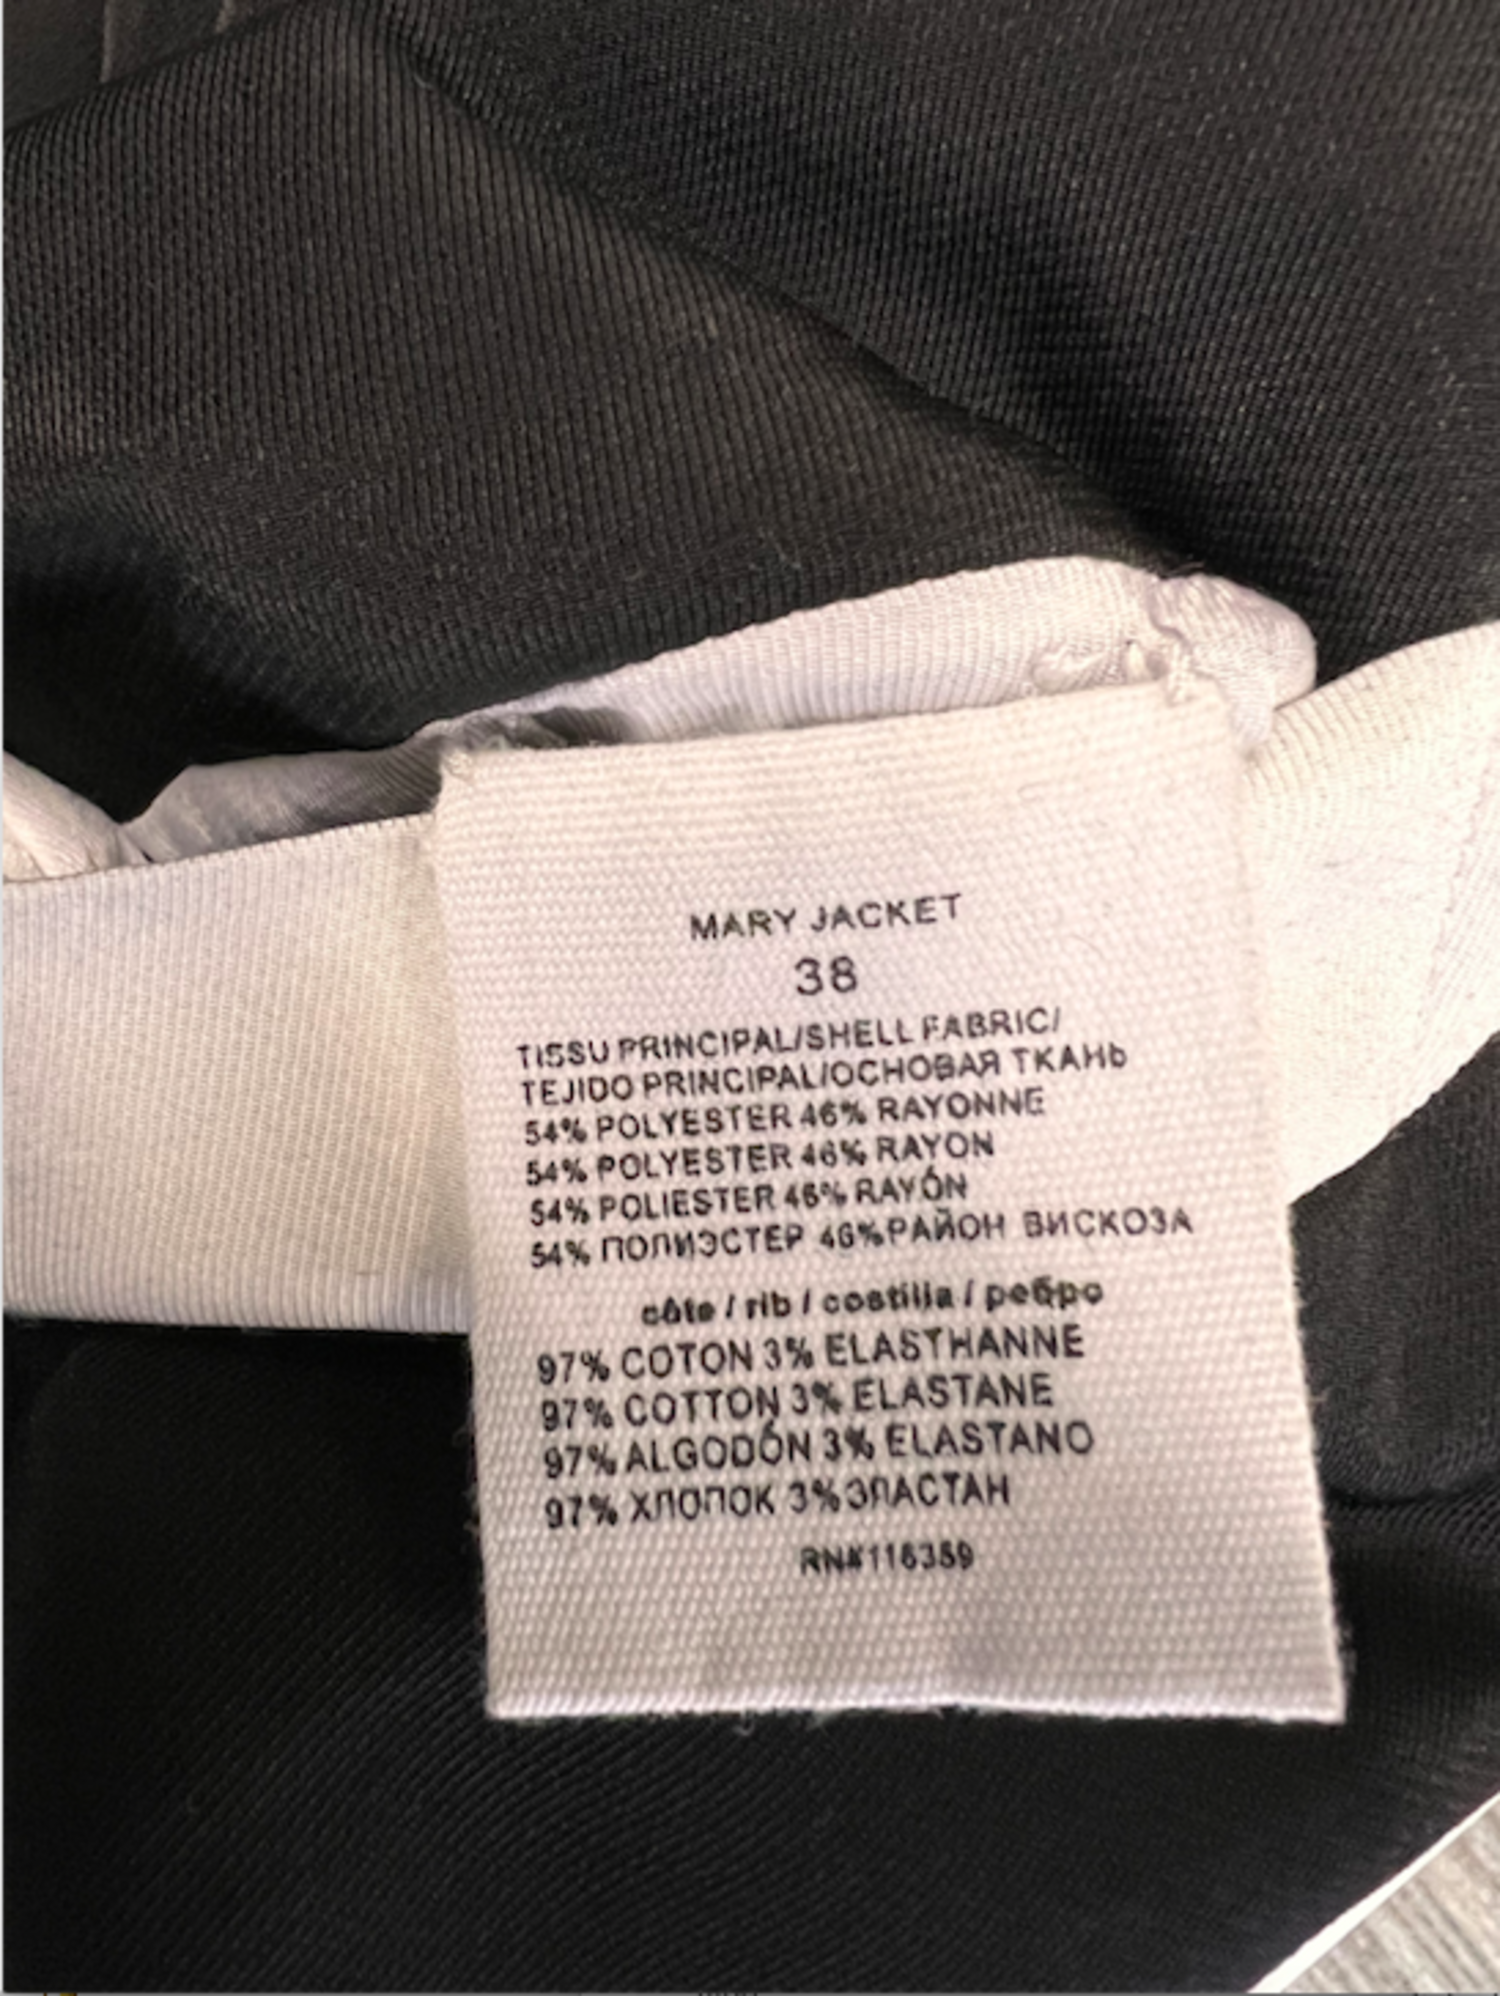 MARY JACKET
38
TISSU PRINCIPAL/SHELL FABRIC/
TEJIDO PRINCIPAL/ОСНОВАЯ ТКАНЬ
54% POLYESTER 46% RAYONNE
54% POLYESTER 46% RAYON
54% POLIESTER 46% RAYÓN
54% ПОЛИЭСТЕР 46%РАЙОН ВИСКОЗА
côte / rib / costilla / ребро
97% COTON 3% ELASTHANNE
97% COTTON 3% ELASTANE
97% ALGODÓN 3% ELASTANO
97% ХЛОПОК 3%ЭЛАСТАН
RN#116359